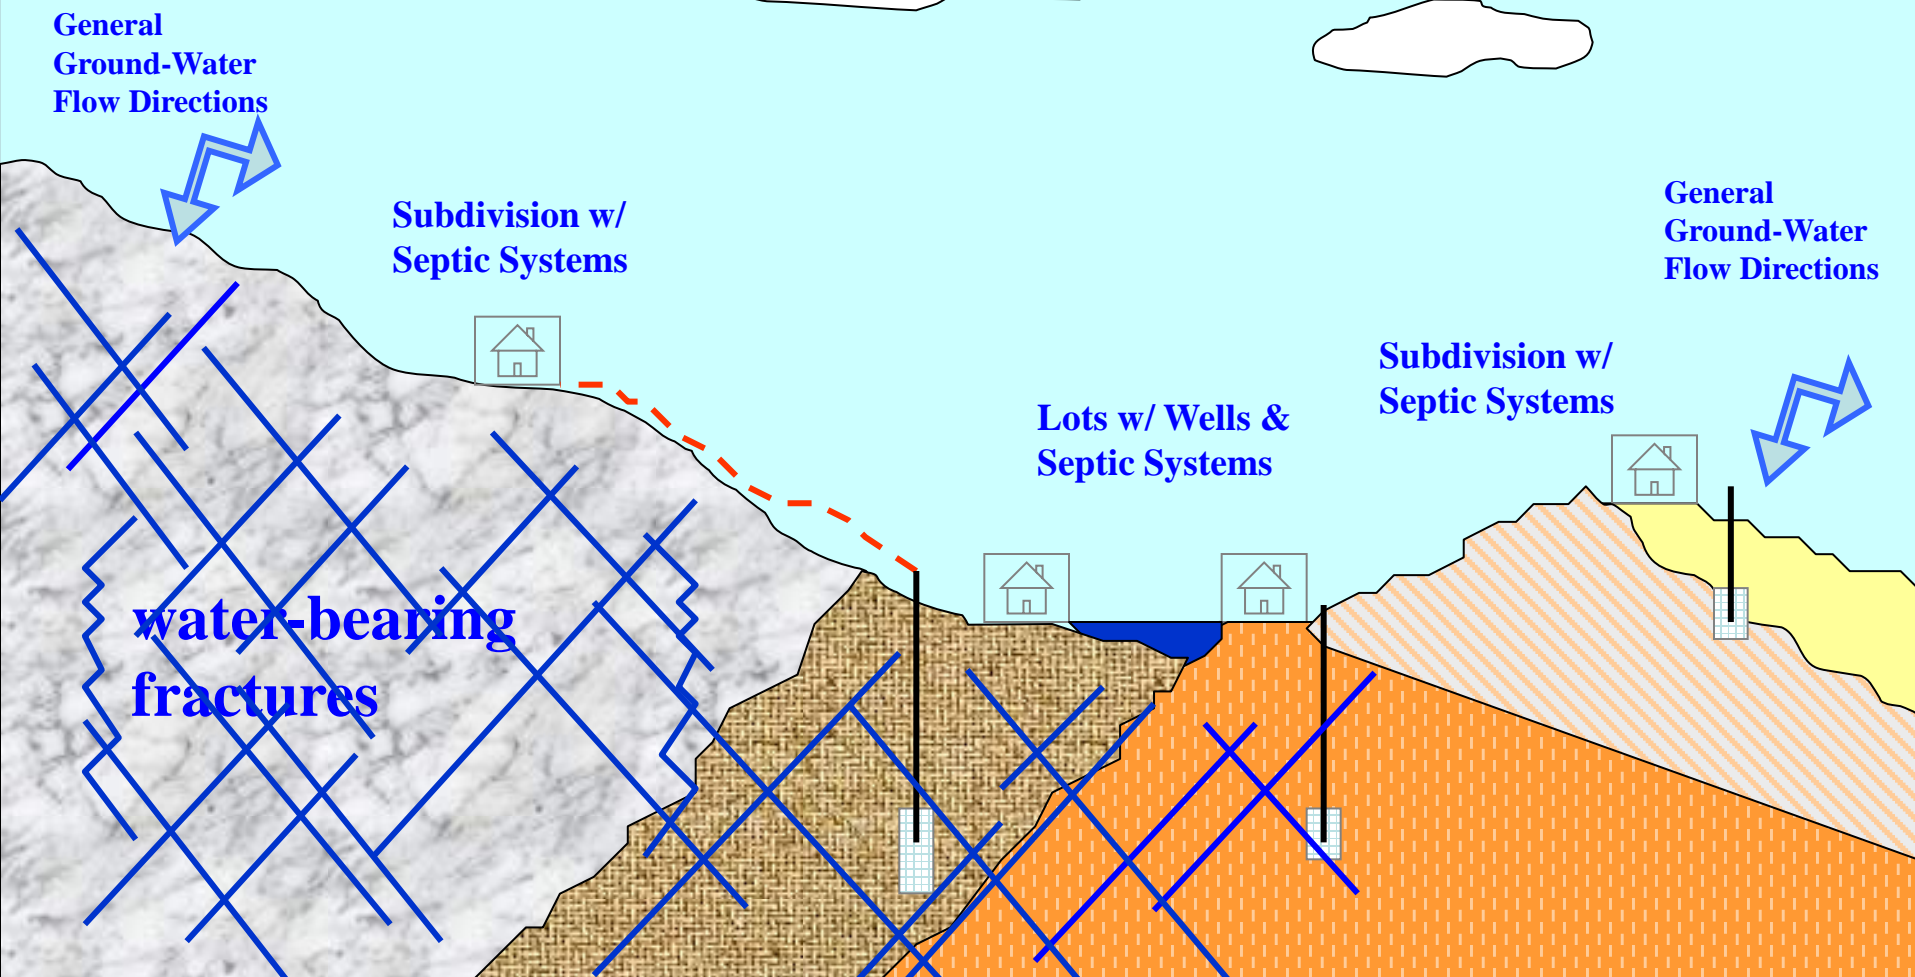 General
Ground-Water
Flow Directions
Subdivision w/
Septic Systems
General
Ground-Water
Flow Directions
Subdivision w/
Septic Systems
Lots w/ Wells &
Septic Systems
water-bearing
fractures